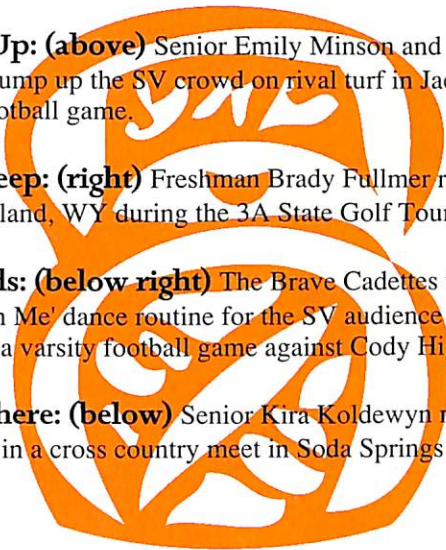 Up: (above) Senior Emily Minson and
ump up the SV crowd on rival turf in Jac
otball game.
eep: (right) Freshman Brady Fullmer r
land, WY during the 3A State Golf Tour
ds: (below right) The Brave Cadettes
n Me' dance routine for the SV audience
a varsity football game against Cody Hi
here: (below) Senior Kira Koldewyn r
in a cross country meet in Soda Springs